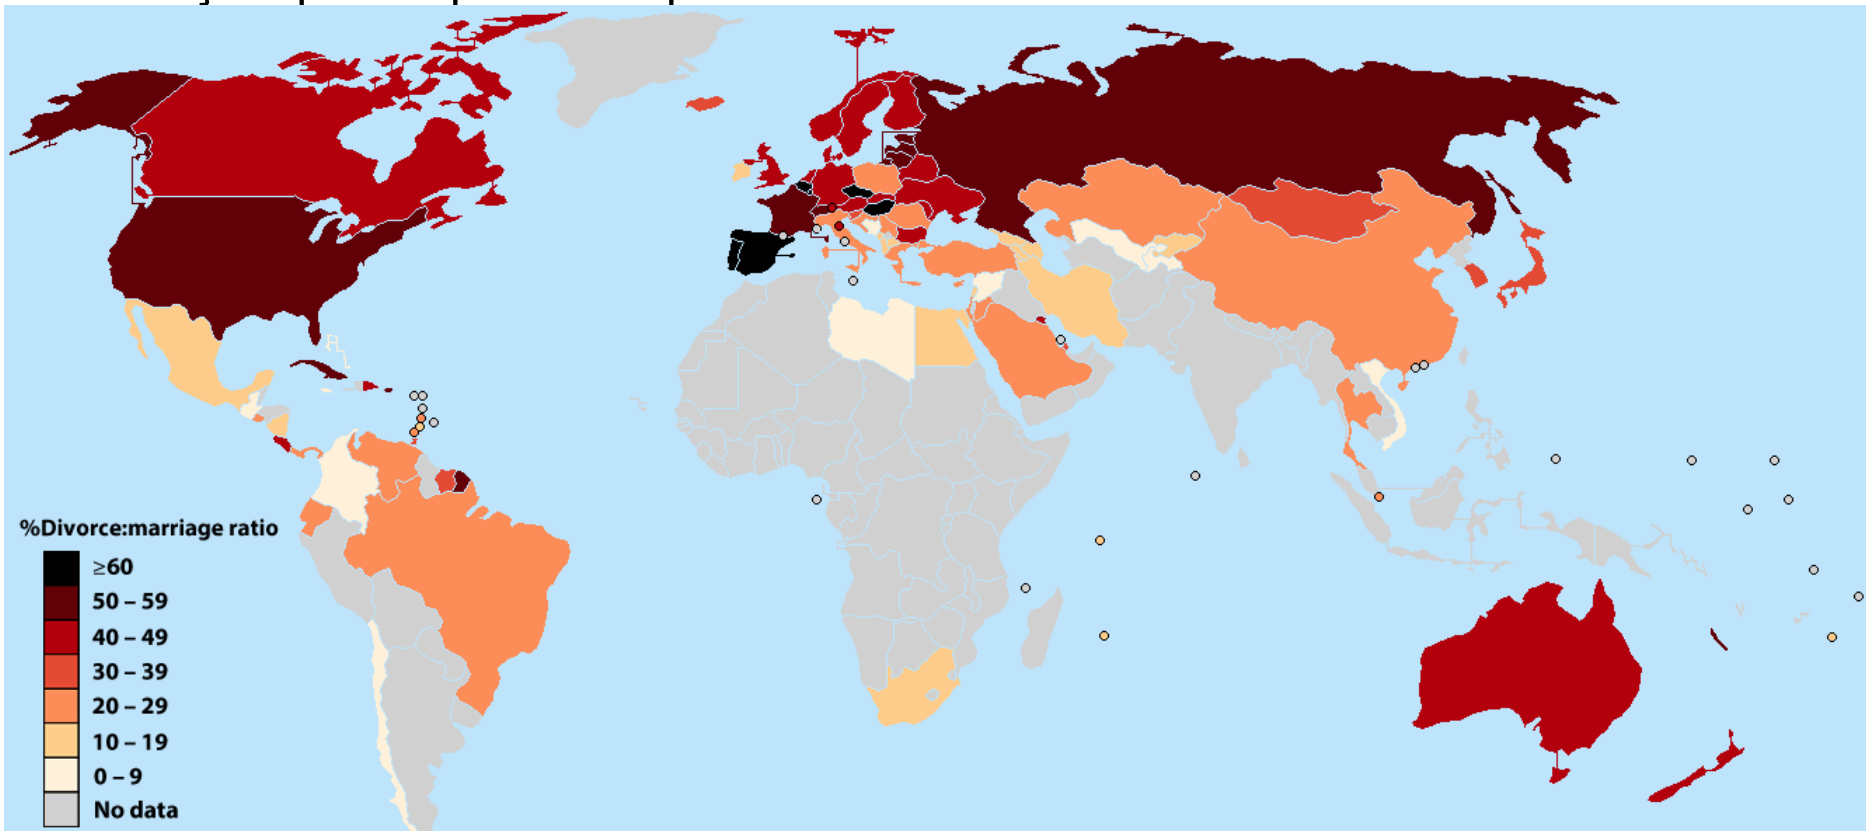 %Divorce:marriage ratio
≥60
50 – 59
40 – 49
30 – 39
20 – 29
10 – 19
0 – 9
No data